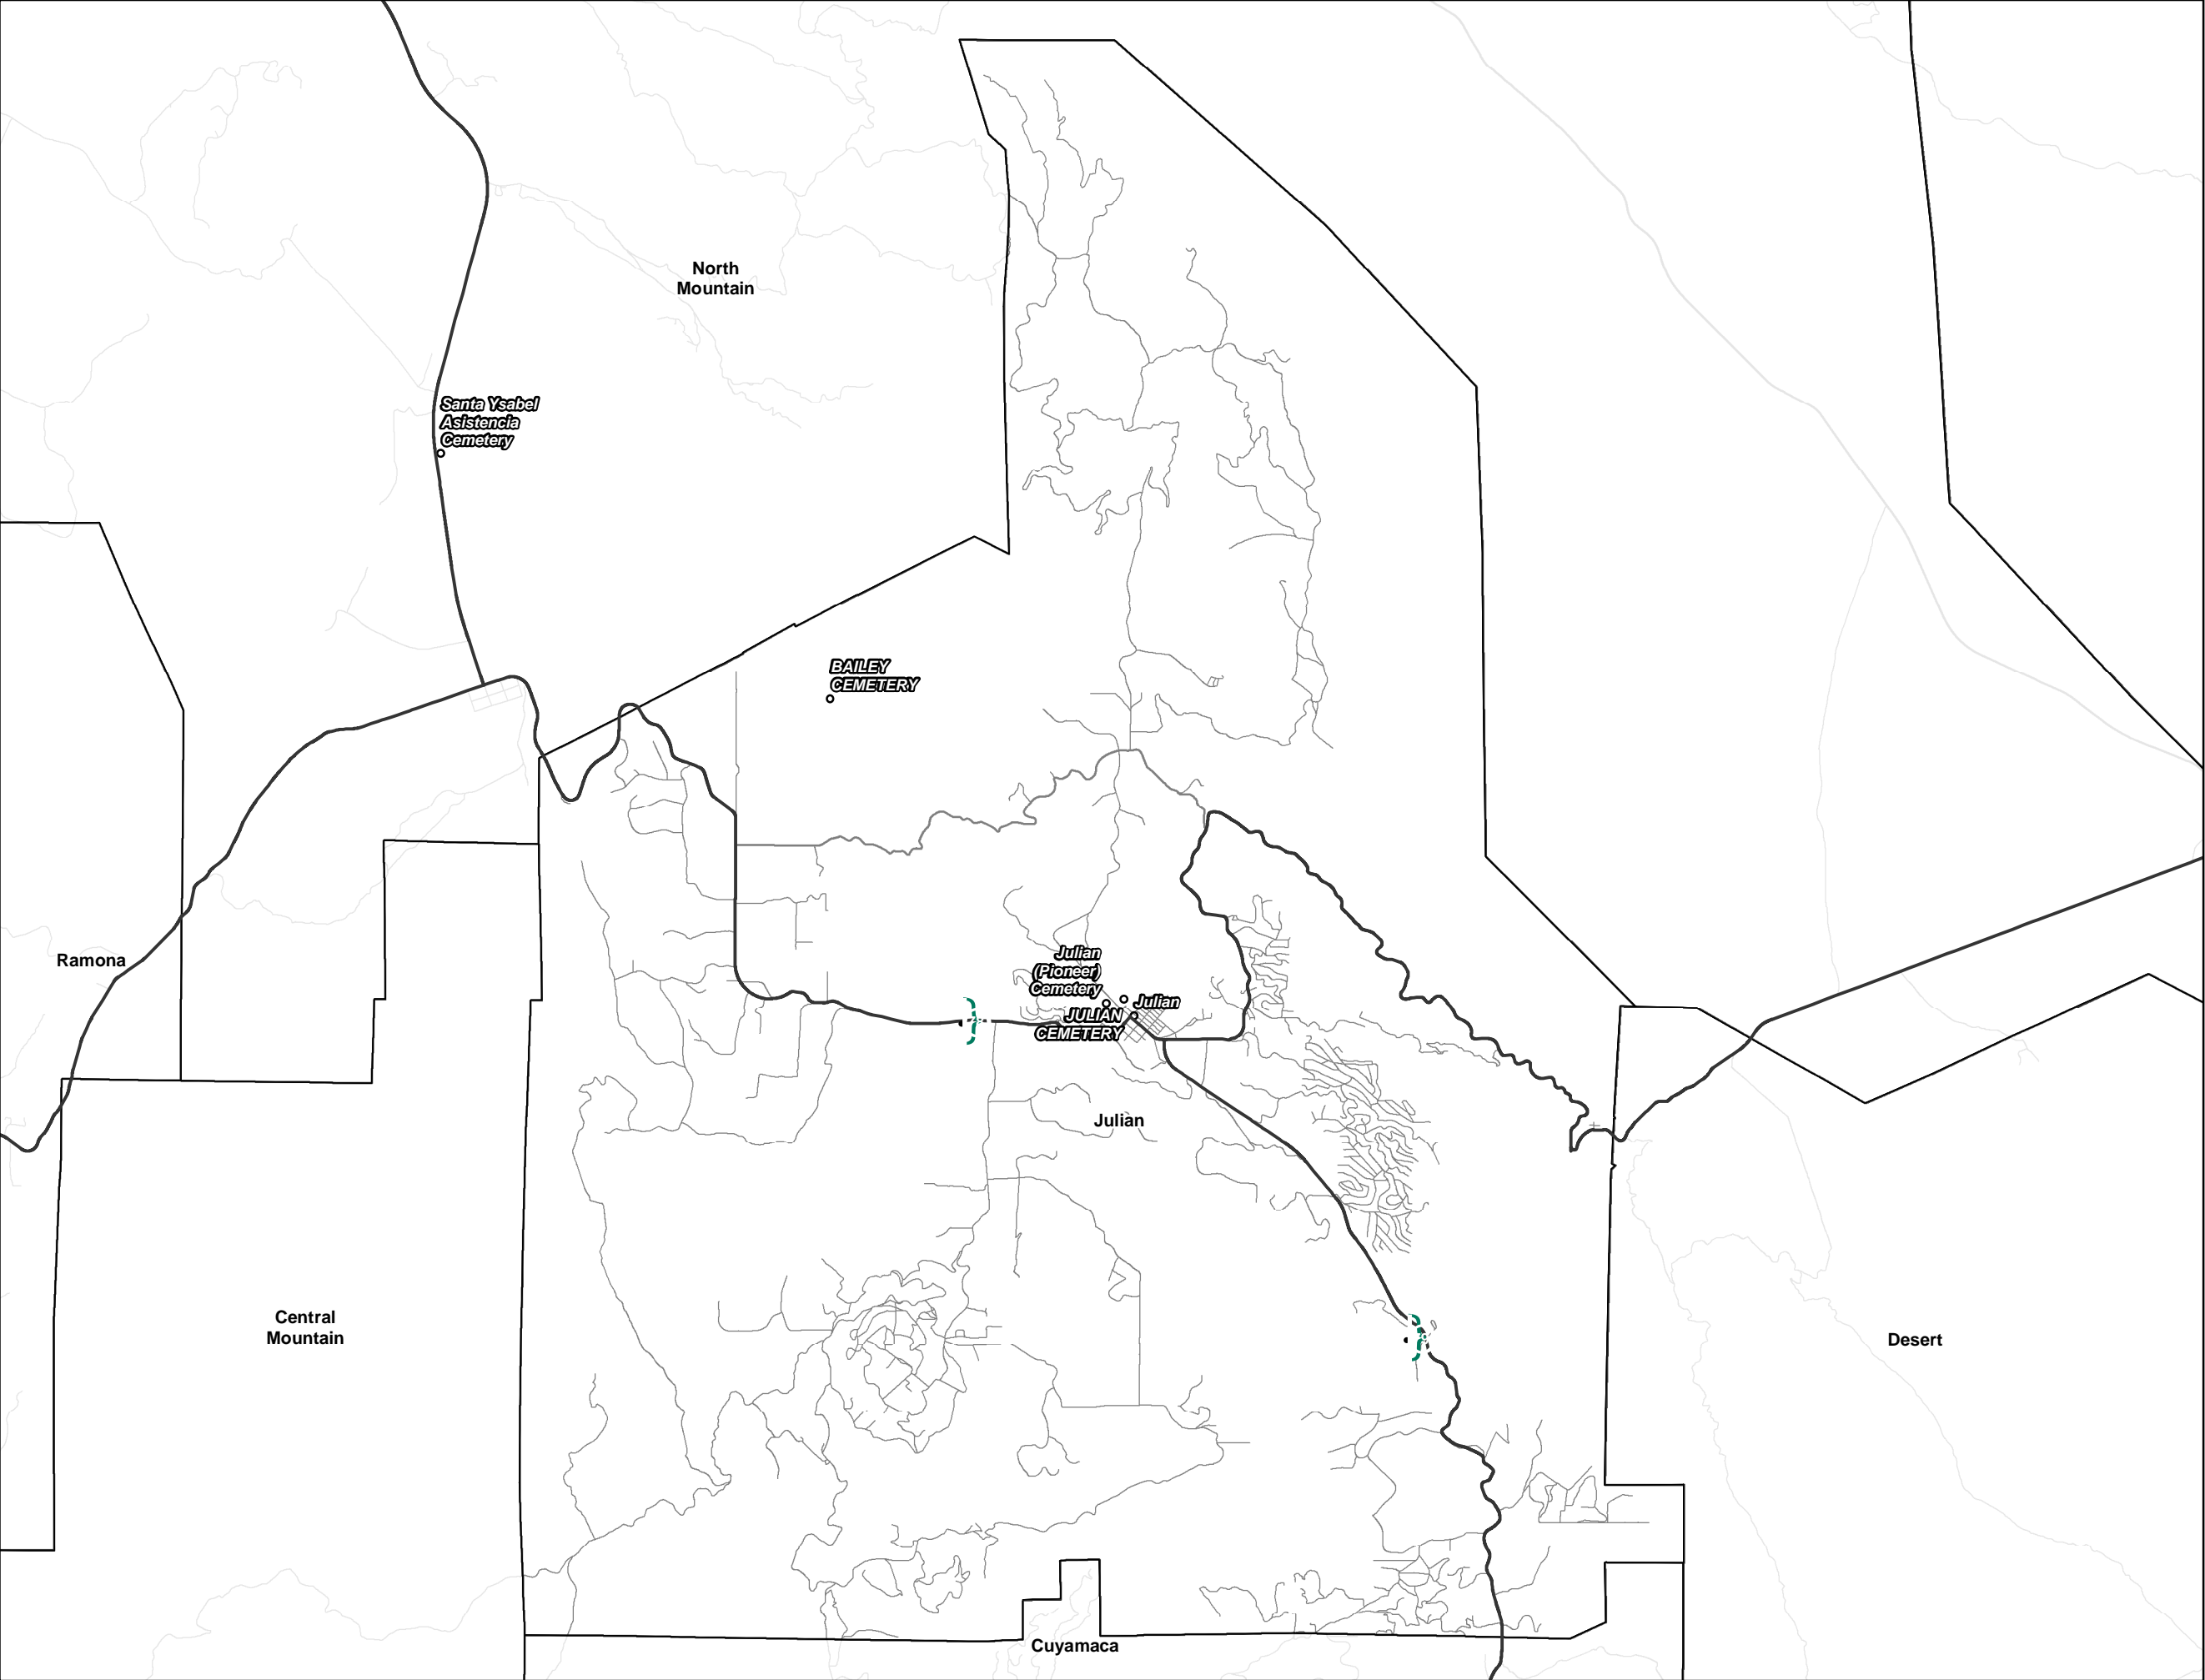 North
Mountain
Santa Ysabel
Asistencia
Cemetery
BAILEY
CEMETERY
Ramona
Julian
(Pioneer)
Cemetery
Julian
JULIAN
CEMETERY
Julian
Central
Mountain
Desert
Cuyamaca